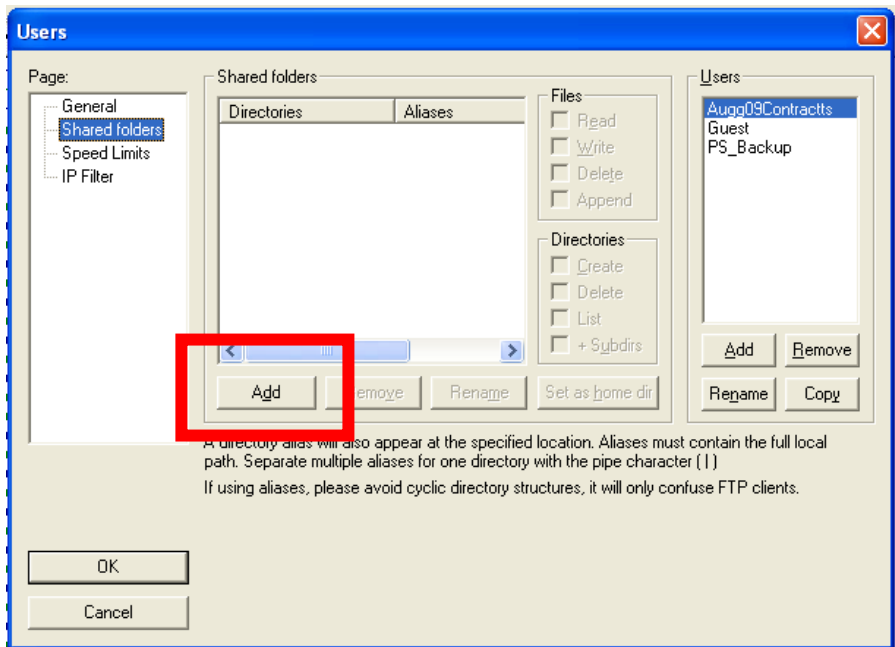 Users
Page:
General
Shared folders
Speed Limits
IP Filter
Shared folders
Directories Aliases
Files
Read
Write
Delete
Append
Directories
Create
Delete
List
+ Subdirs
Add Remove Rename Set as home dir
Users
Augg09Contractts
Guest
PS_Backup
Add Remove
Rename Copy
A directory alias will also appear at the specified location. Aliases must contain the full local
path. Separate multiple aliases for one directory with the pipe character ( | )
If using aliases, please avoid cyclic directory structures, it will only confuse FTP clients.
OK
Cancel